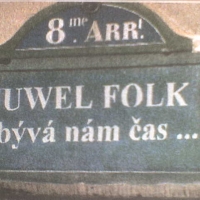 8me ARR!
UWEL FOLK
bývá nám čas ...